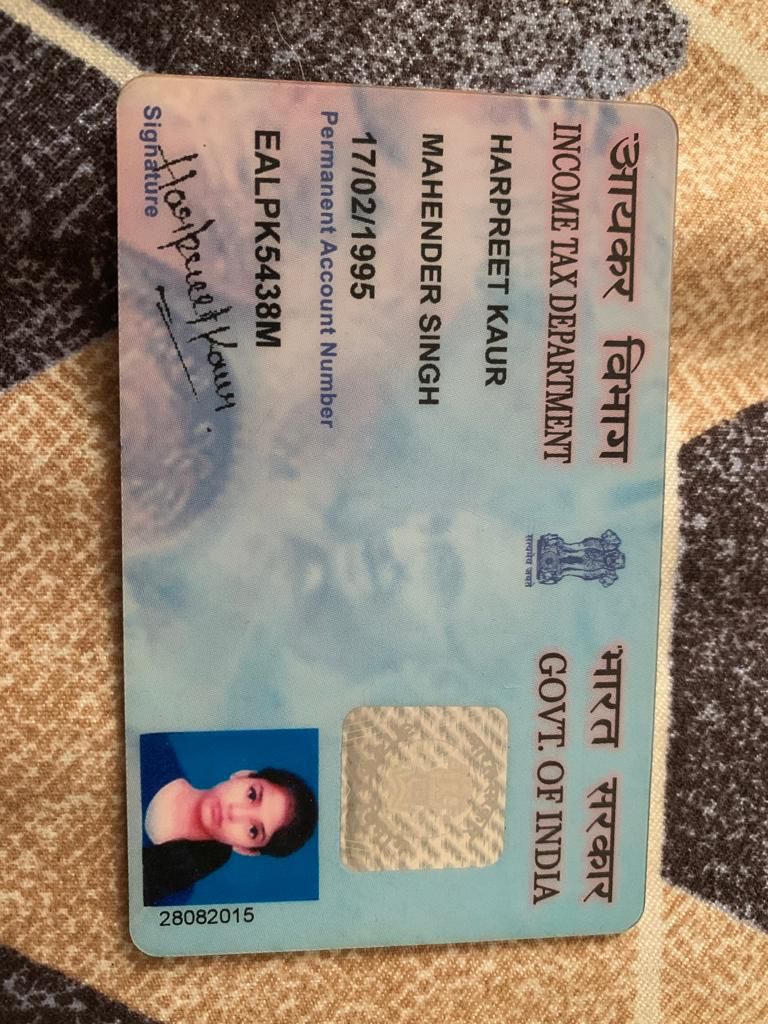 आयकर विभाग
INCOME TAX DEPARTMENT
सत्यमेव जयते
भारत सरकार
GOVT. OF INDIA
HARPREET KAUR
MAHENDER SINGH
17/02/1995
Permanent Account Number
EALPK5438M
Harpreet Kaur
Signature
28082015